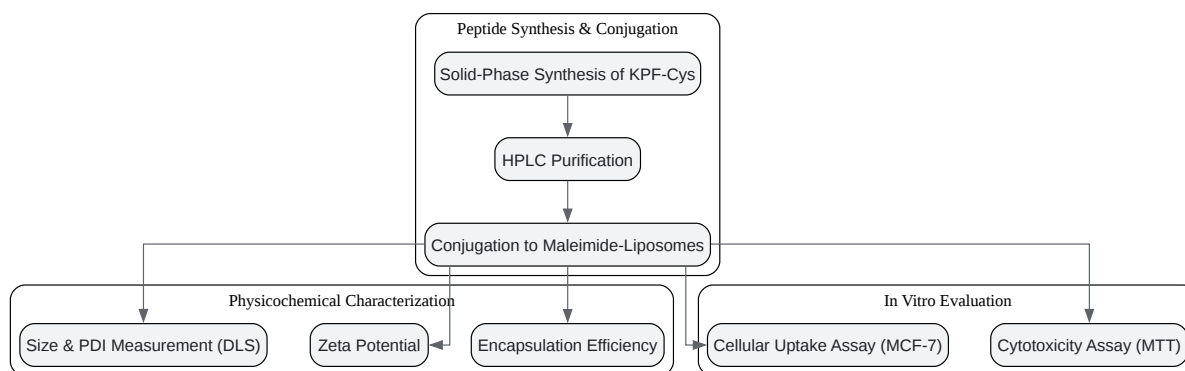 Peptide Synthesis & Conjugation
Solid-Phase Synthesis of KPF-Cys
HPLC Purification
Conjugation to Maleimide-Liposomes
Physicochemical Characterization
Size & PDI Measurement (DLS)
Zeta Potential
Encapsulation Efficiency
In Vitro Evaluation
Cellular Uptake Assay (MCF-7)
Cytotoxicity Assay (MTT)